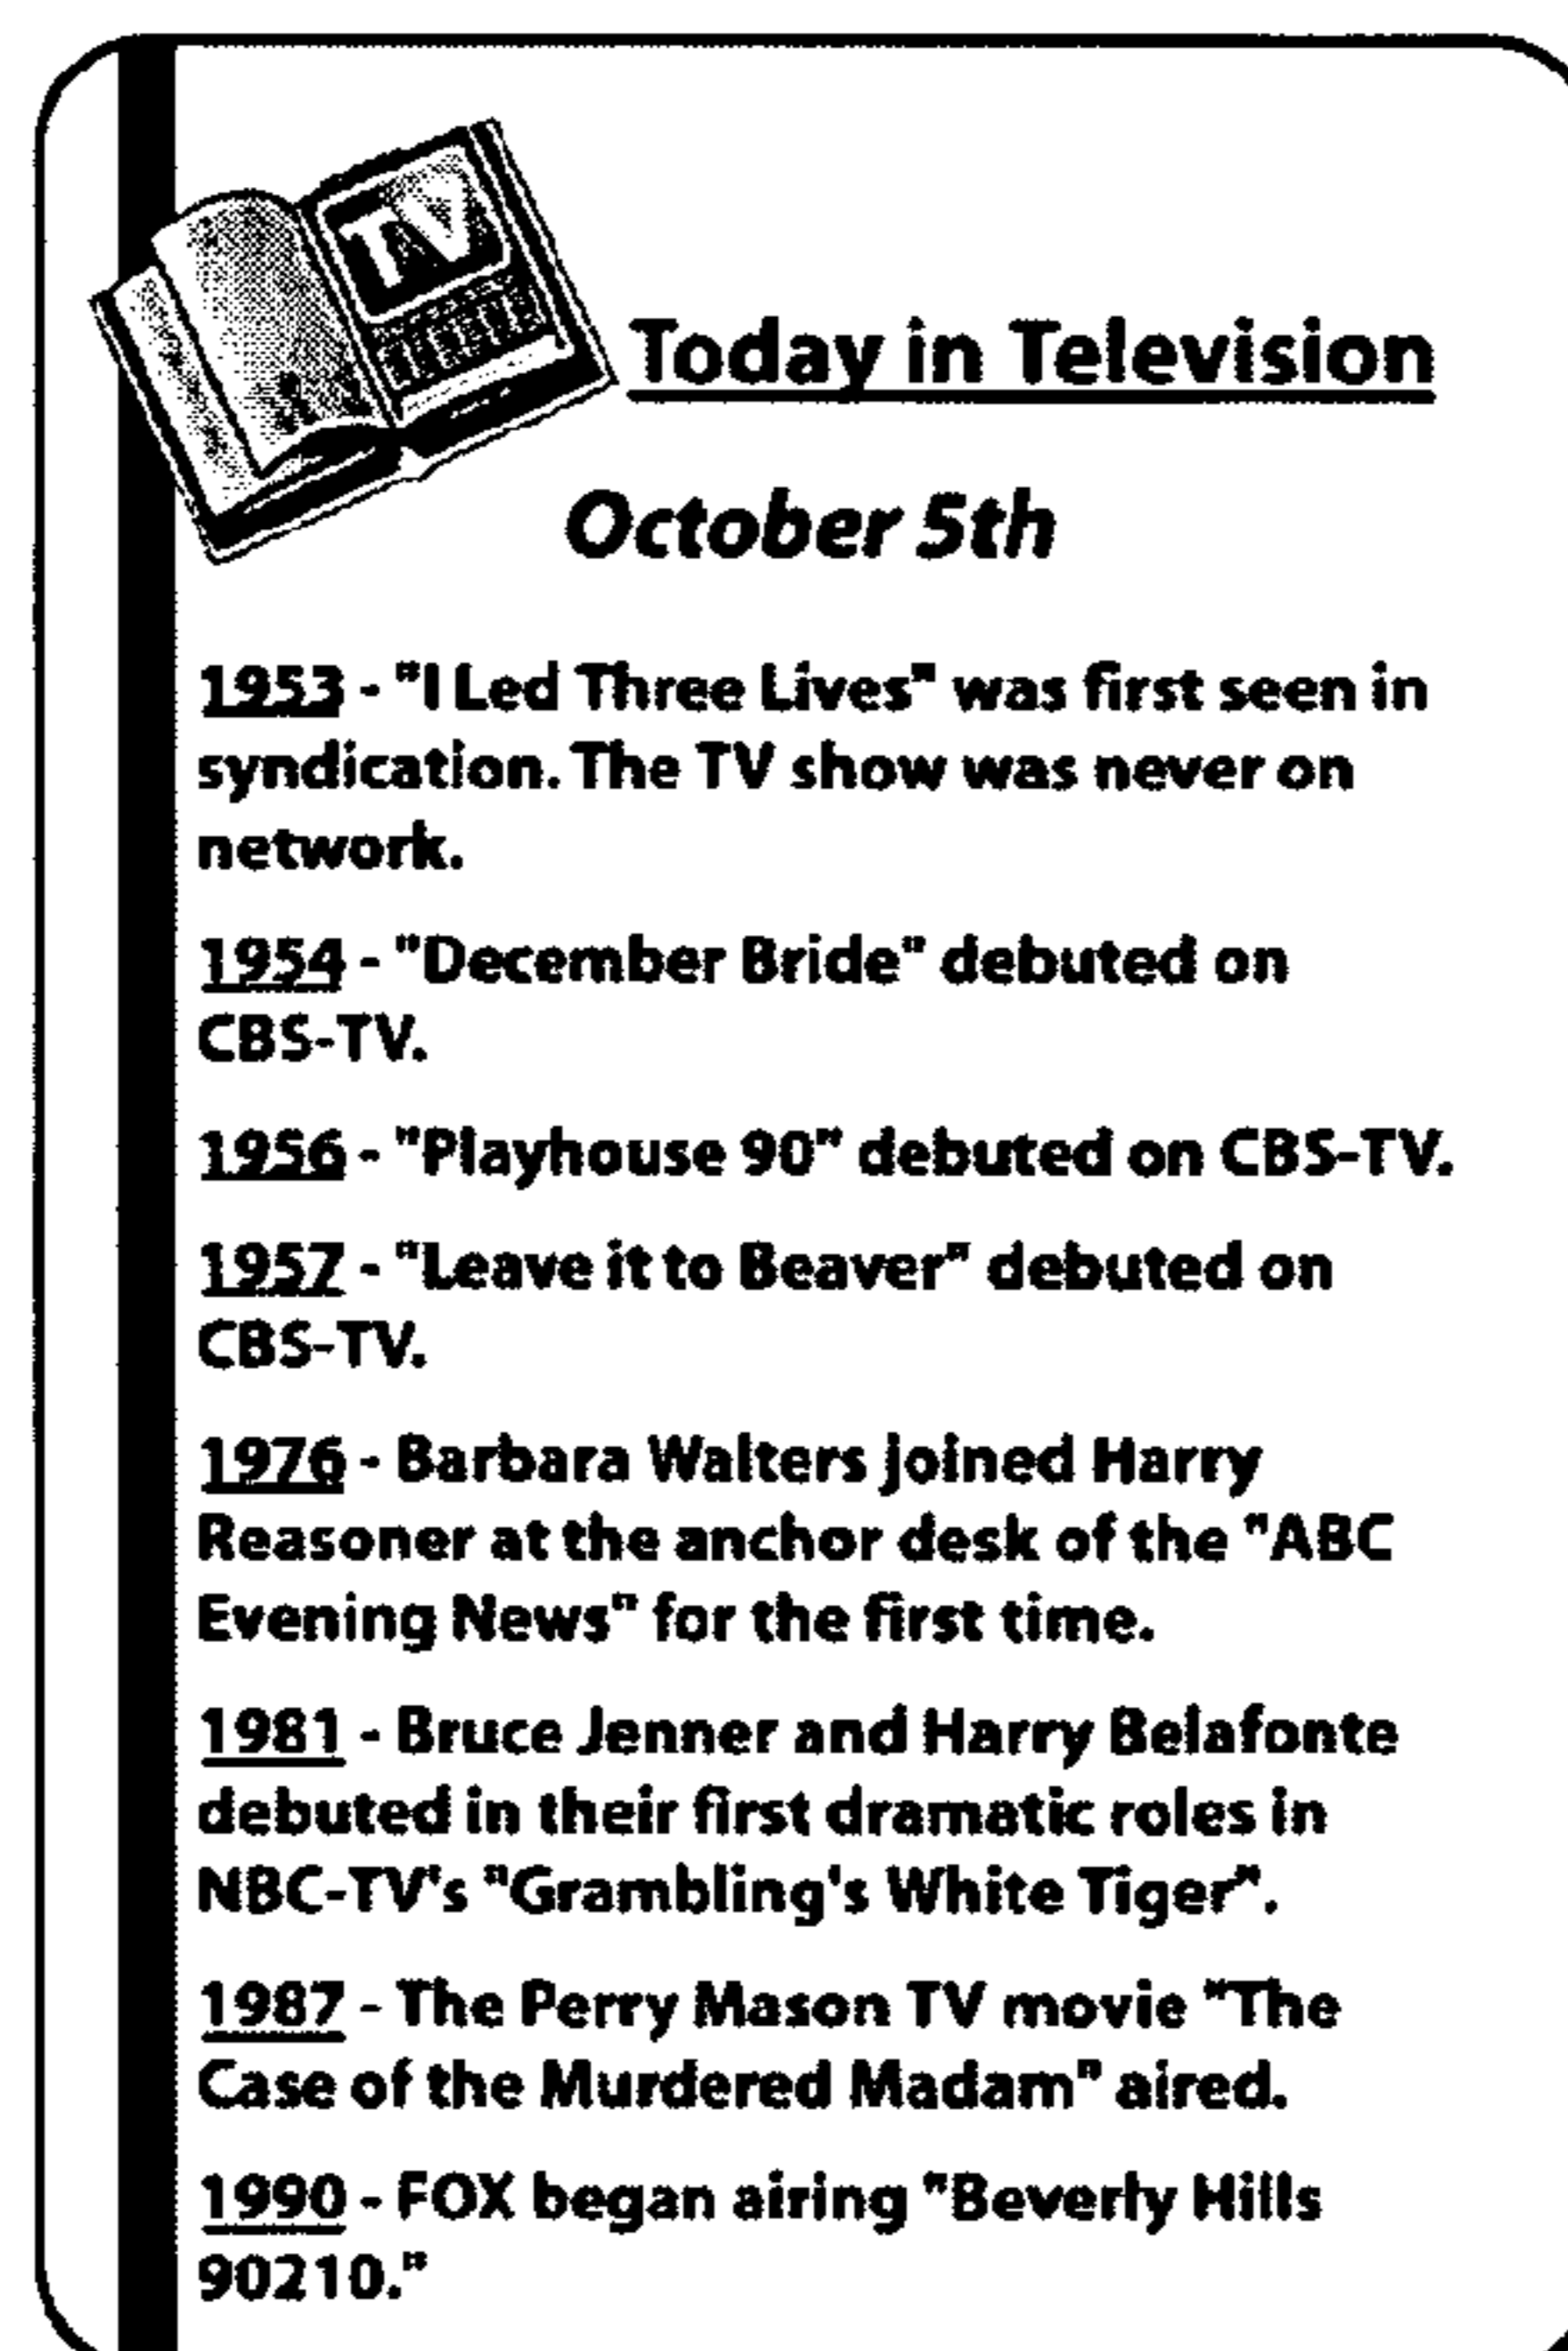 TV
Today in Television
October 5th
1953 - "I Led Three Lives" was first seen in
syndication. The TV show was never on
network.
1954 - "December Bride" debuted on
CBS-TV.
1956 - "Playhouse 90" debuted on CBS-TV.
1957 - "Leave it to Beaver" debuted on
CBS-TV.
1976 - Barbara Walters joined Harry
Reasoner at the anchor desk of the "ABC
Evening News" for the first time.
1981 - Bruce Jenner and Harry Belafonte
debuted in their first dramatic roles in
NBC-TV's "Grambling's White Tiger".
1987 - The Perry Mason TV movie "The
Case of the Murdered Madam" aired.
1990 - FOX began airing "Beverly Hills
90210."